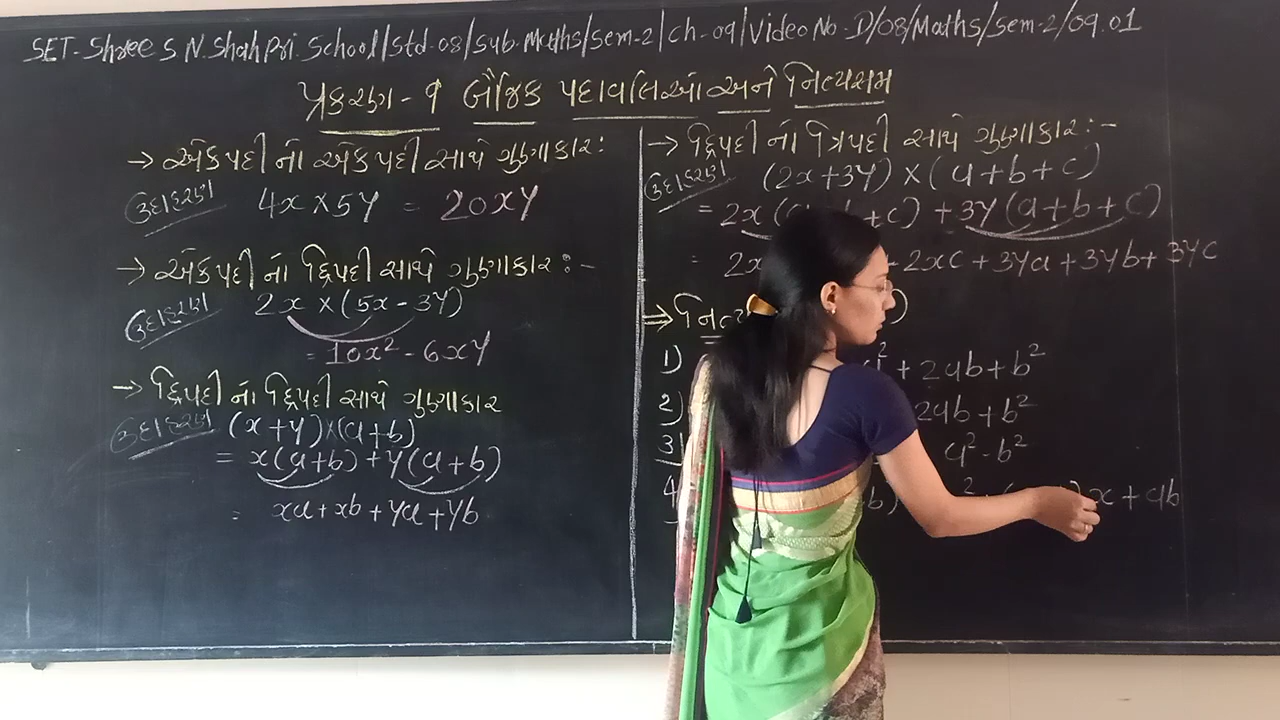 SET-Shree S N. Shah Pri. School/Std-08/Sub-Maths/Sem-2/Ch-09/Video No-D/08/Maths/Sem-2/09.01
પ્રકરણ-9 બૈજિક પદાવલિઓ અને નિત્યસમ
→ એકપદીના એકપદી સાથે ગુણાકાર:
ઉદાહરણ 4x×5y = 20xy
→ એકપદીના દ્વિપદી સાથે ગુણાકાર:-
ઉદાહરણ 2x×(5x-3y)
= 10x²-6xy
→ દ્વિપદીના દ્વિપદી સાથે ગુણાકાર
ઉદાહરણ (x+y)×(a+b)
= x(a+b)+y(a+b)
= xa+xb+ya+yb
→ દ્વિપદીના ત્રિપદી સાથે ગુણાકાર:-
ઉદાહરણ (2x+3y)×(a+b+c)
= 2x( +c) +3y(a+b+c)
= 2x +2xc+3ya+3yb+3yc
⇒ )
1) ² + 2ab+b²
2) 2ab+b²
3) a²-b²
4 b) ² x+ab